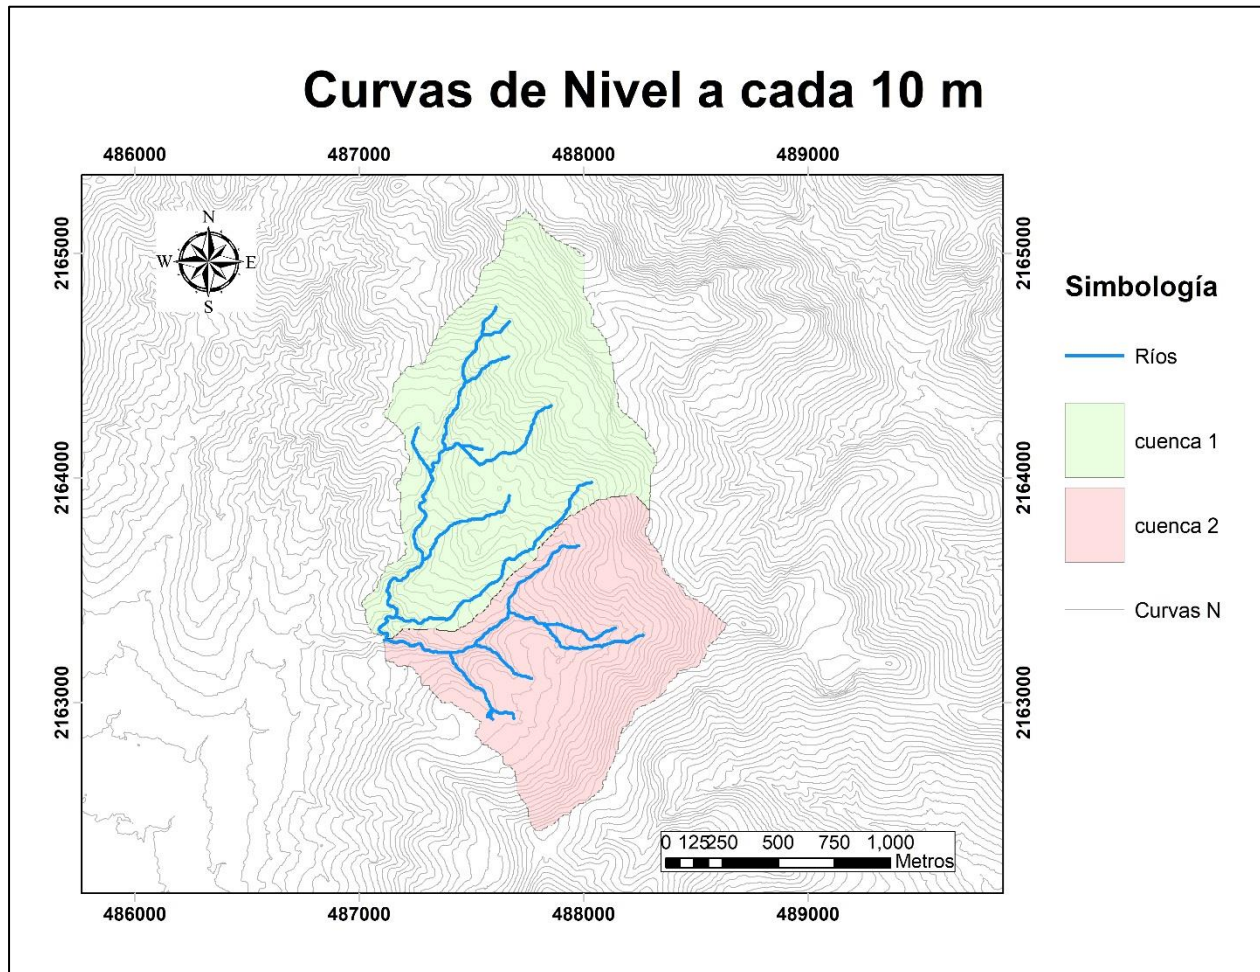 Curvas de Nivel a cada 10 m
486000 487000 488000 489000
2165000
2164000
2163000
N
W E
S
2165000
2164000
2163000
Simbología
Ríos
cuenca 1
cuenca 2
Curvas N
0 125 250 500 750 1,000
Metros
486000 487000 488000 489000